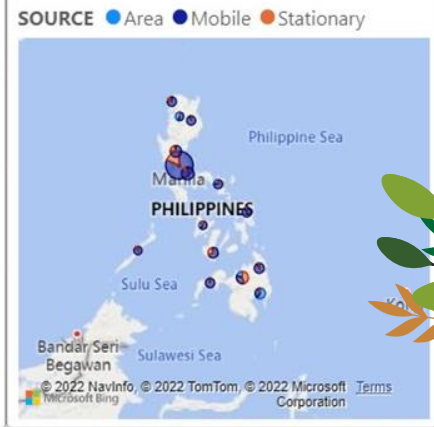 SOURCE Area Mobile Stationary
Philippine Sea
Manila
PHILIPPINES
Sulu Sea
Bandar Seri
Begawan
Sulawesi Sea
© 2022 NavInfo, © 2022 TomTom, © 2022 Microsoft Terms
Corporation
Microsoft Bing